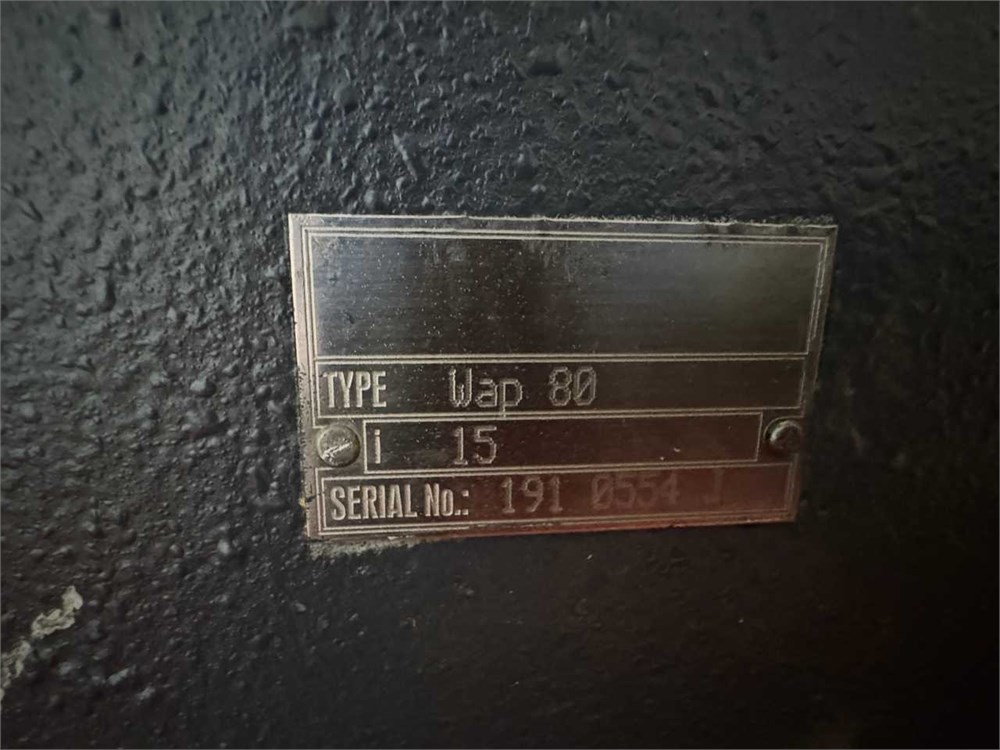 TYPE Wap 80
i 15
SERIAL No.: 191 0554 J